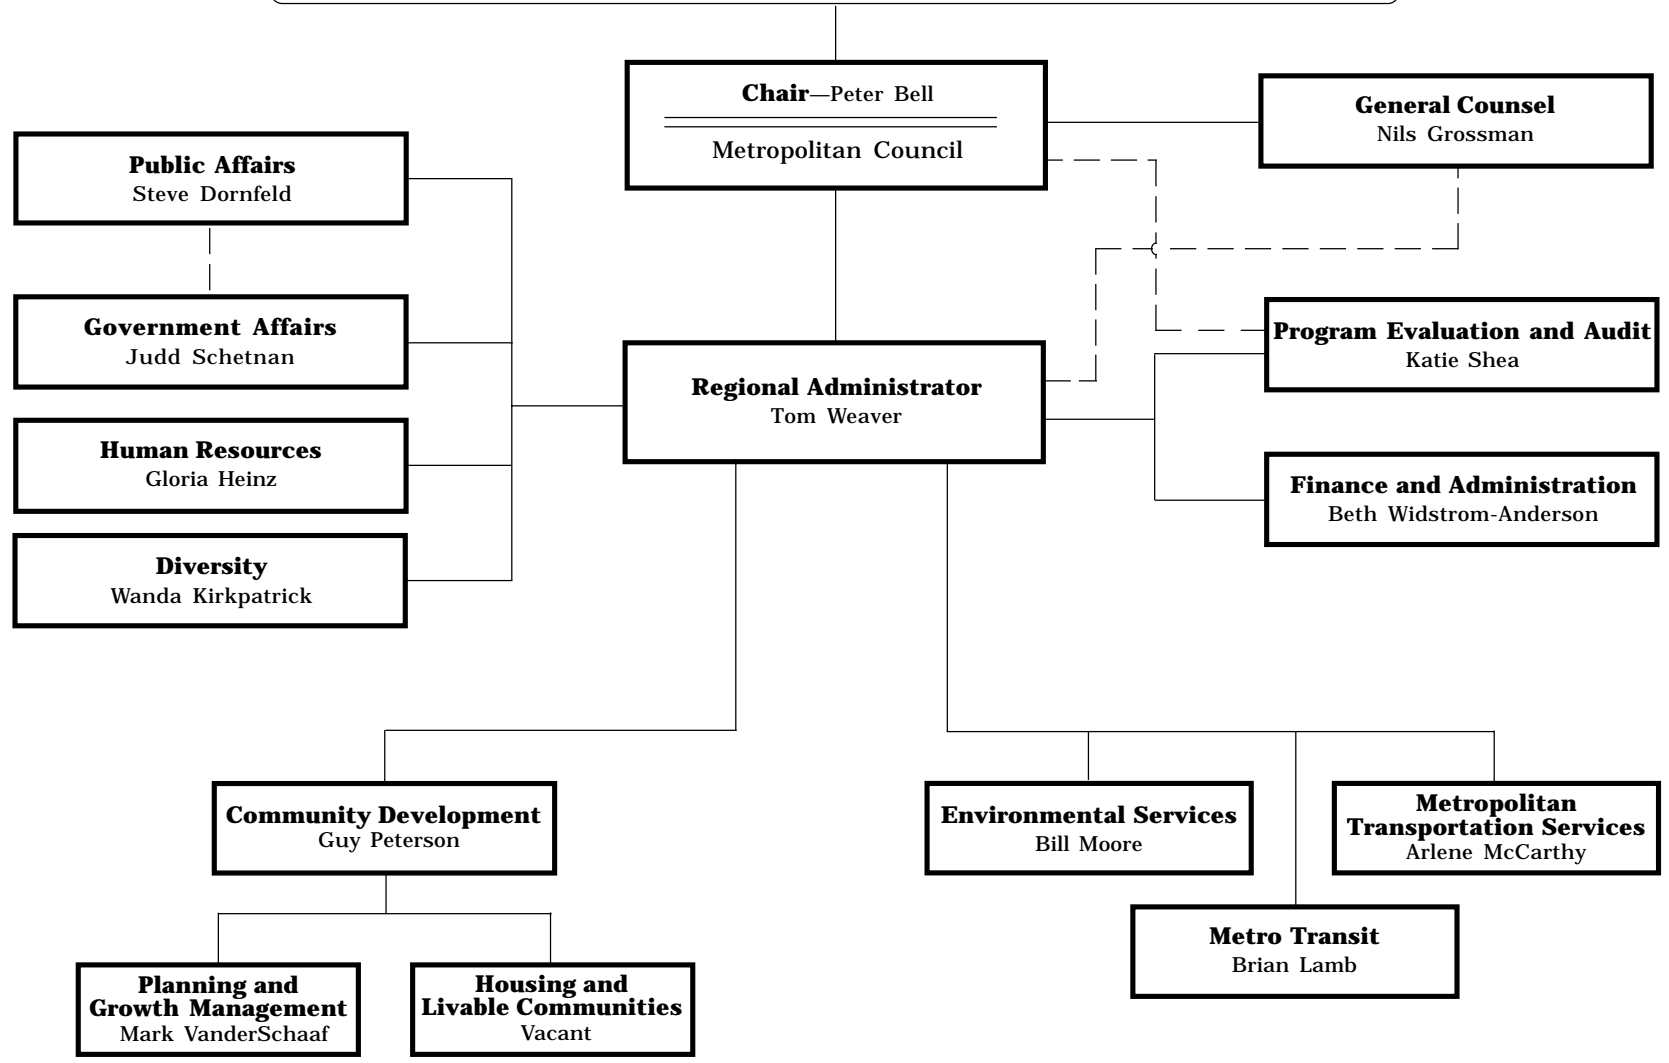 Chair—Peter Bell
Metropolitan Council
General Counsel
Nils Grossman
Public Affairs
Steve Dornfeld
Government Affairs
Judd Schetnan
Program Evaluation and Audit
Katie Shea
Regional Administrator
Tom Weaver
Human Resources
Gloria Heinz
Finance and Administration
Beth Widstrom-Anderson
Diversity
Wanda Kirkpatrick
Community Development
Guy Peterson
Environmental Services
Bill Moore
Metropolitan
Transportation Services
Arlene McCarthy
Metro Transit
Brian Lamb
Planning and
Growth Management
Mark VanderSchaaf
Housing and
Livable Communities
Vacant